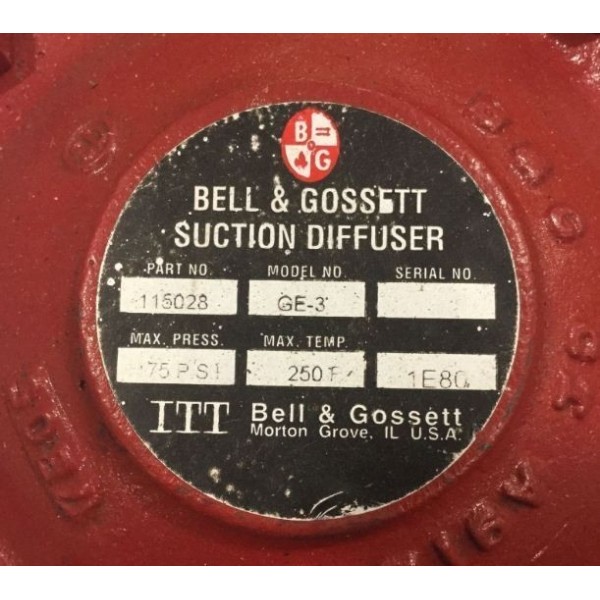 B G
BELL & GOSSETT
SUCTION DIFFUSER
PART NO. MODEL NO. SERIAL NO.
115028 GE-3
MAX. PRESS. MAX. TEMP.
75 PSI 250 F 1E80
ITT Bell & Gossett
Morton Grove, IL U.S.A.